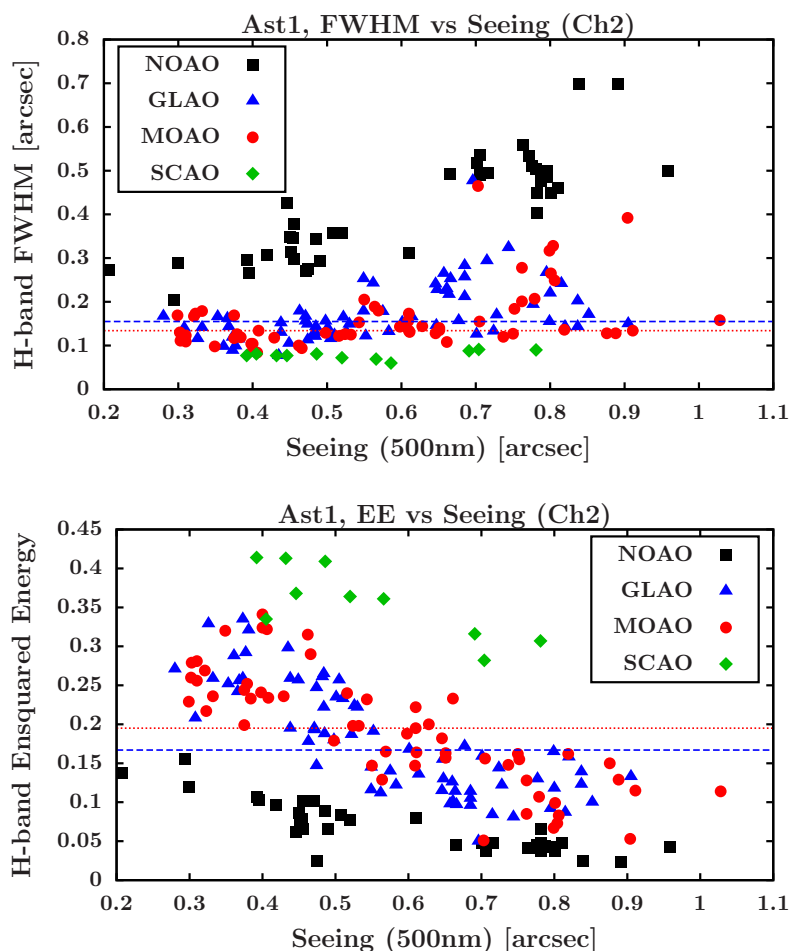 Ast1, FWHM vs Seeing (Ch2)
H-band FWHM [arcsec]
0.8
0.7
0.6
0.5
0.4
0.3
0.2
0.1
0
NOAO
GLAO
MOAO
SCAO
0.2 0.3 0.4 0.5 0.6 0.7 0.8 0.9 1 1.1
Seeing (500nm) [arcsec]
Ast1, EE vs Seeing (Ch2)
H-band Ensquared Energy
0.45
0.4
0.35
0.3
0.25
0.2
0.15
0.1
0.05
0
NOAO
GLAO
MOAO
SCAO
0.2 0.3 0.4 0.5 0.6 0.7 0.8 0.9 1 1.1
Seeing (500nm) [arcsec]